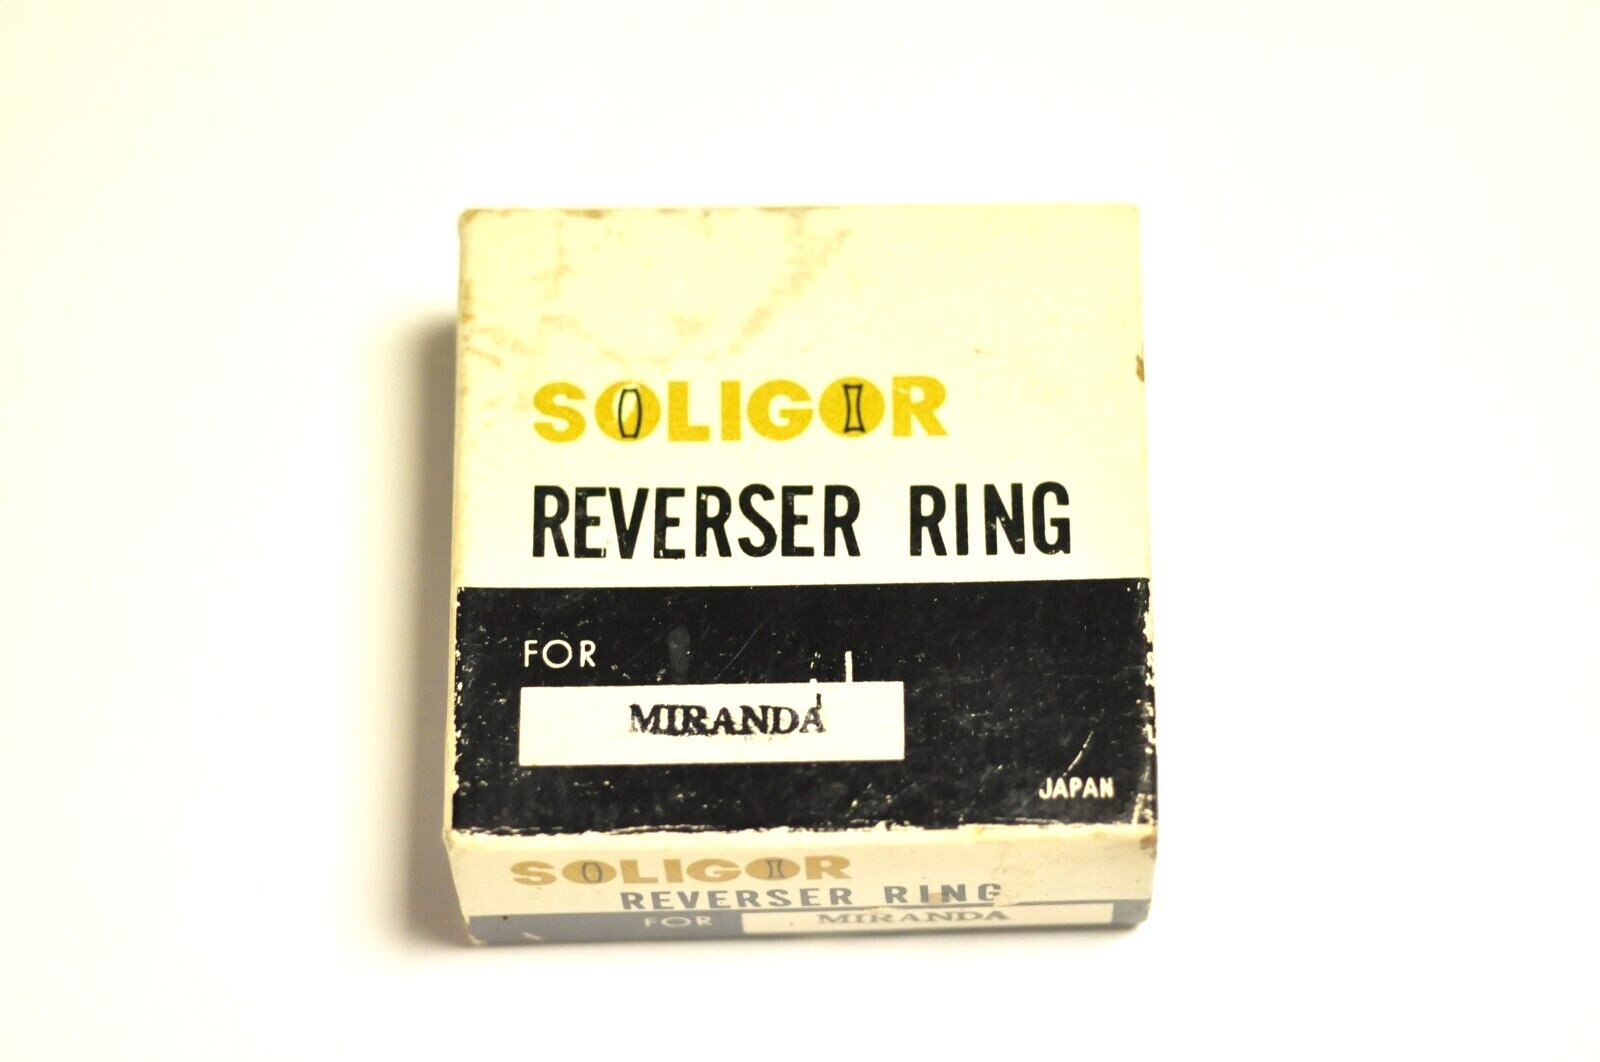 SOLIGOR
REVERSER RING
FOR
MIRANDA
JAPAN
SOLIGOR
REVERSER RING
FOR MIRANDA